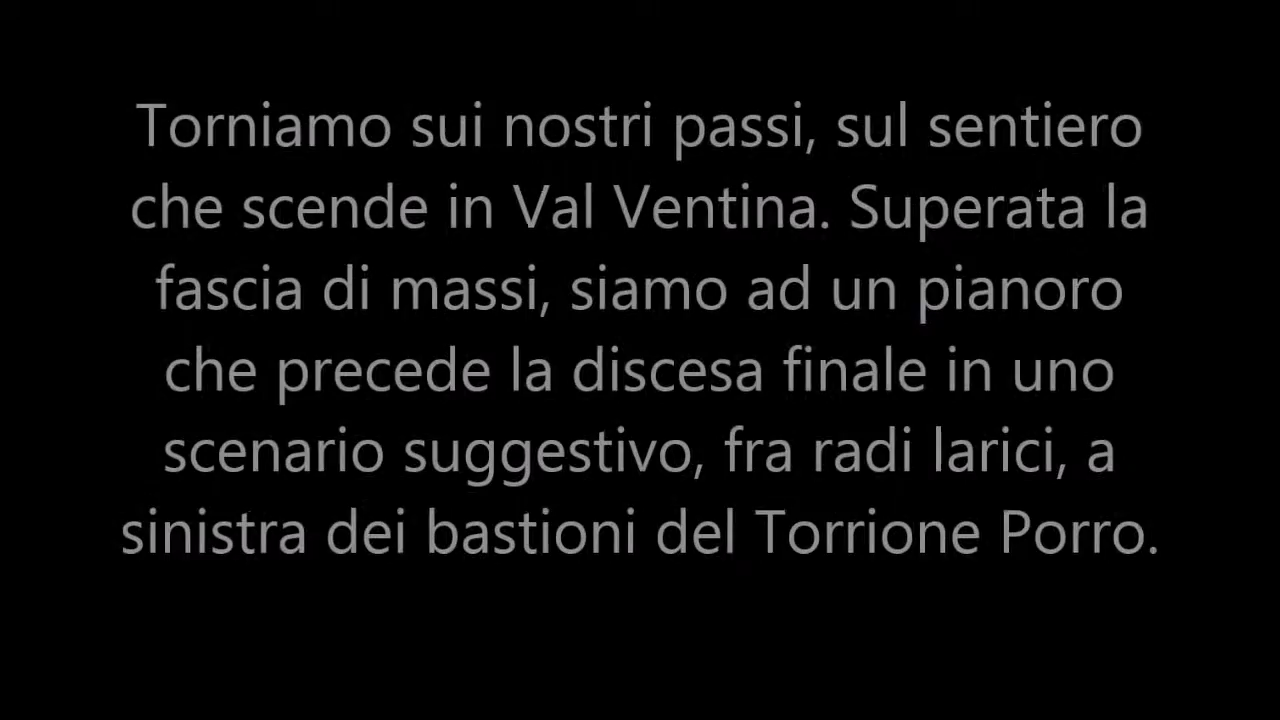 Torniamo sui nostri passi, sul sentiero
che scende in Val Ventina. Superata la
fascia di massi, siamo ad un pianoro
che precede la discesa finale in uno
scenario suggestivo, fra radi larici, a
sinistra dei bastioni del Torrione Porro.